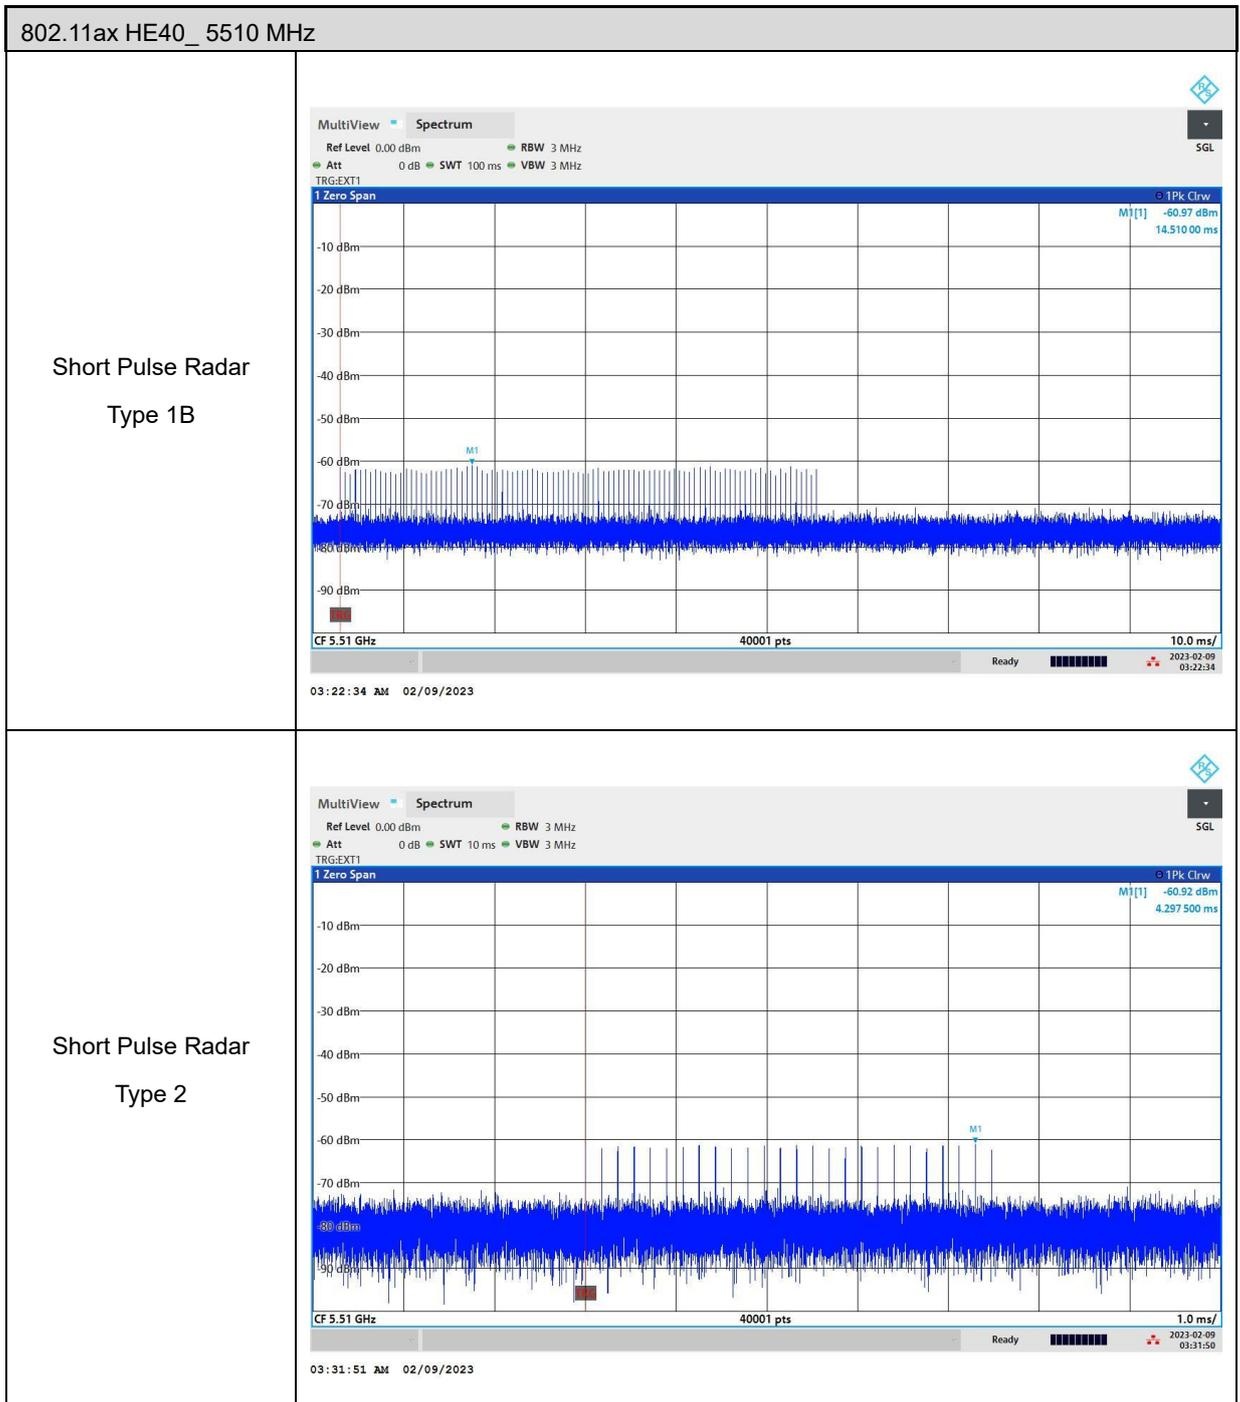 802.11ax HE40_ 5510 MHz
Short Pulse Radar
Type 1B
MultiView
Spectrum
Ref Level 0.00 dBm RBW 3 MHz
SGL
Att 0 dB SWT 100 ms VBW 3 MHz
TRG:EXT1
1 Zero Span 1Pk Clrw
M1[1] -60.97 dBm
14.510 00 ms
-10 dBm
-20 dBm
-30 dBm
-40 dBm
-50 dBm
M1
-60 dBm
-70 dBm
-80 dBm
-90 dBm
TRG
CF 5.51 GHz 40001 pts 10.0 ms/
Ready 2023-02-09
03:22:34
03:22:34 AM 02/09/2023
Short Pulse Radar
Type 2
MultiView
Spectrum
Ref Level 0.00 dBm RBW 3 MHz
SGL
Att 0 dB SWT 10 ms VBW 3 MHz
TRG:EXT1
1 Zero Span 1Pk Clrw
M1[1] -60.92 dBm
4.297 500 ms
-10 dBm
-20 dBm
-30 dBm
-40 dBm
-50 dBm
M1
-60 dBm
-70 dBm
-80 dBm
-90 dBm
TRG
CF 5.51 GHz 40001 pts 1.0 ms/
Ready 2023-02-09
03:31:50
03:31:51 AM 02/09/2023